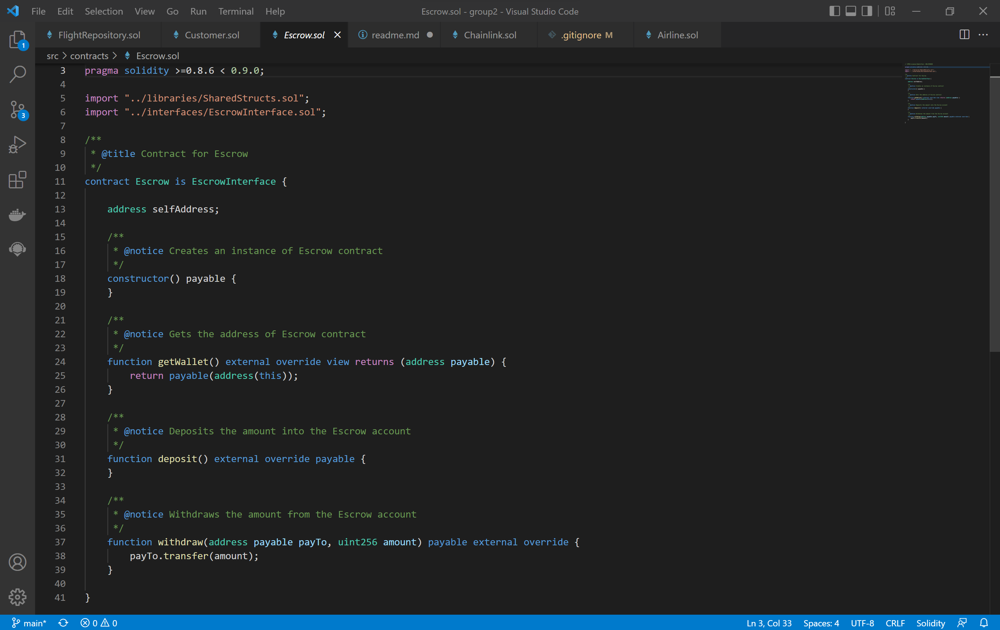 File Edit Selection View Go Run Terminal Help Escrow.sol - group2 - Visual Studio Code
FlightRepository.sol Customer.sol Escrow.sol readme.md Chainlink.sol .gitignore M Airline.sol
1
src > contracts > Escrow.sol
3 pragma solidity >=0.8.6 < 0.9.0;
4
5 import "../libraries/SharedStructs.sol";
6 import "../interfaces/EscrowInterface.sol";
3
7
8 /**
9  * @title Contract for Escrow
10  */
11 contract Escrow is EscrowInterface {
12
13     address selfAddress;
14
15     /**
16      * @notice Creates an instance of Escrow contract
17      */
18     constructor() payable {
19     }
20
21     /**
22      * @notice Gets the address of Escrow contract
23      */
24     function getWallet() external override view returns (address payable) {
25         return payable(address(this));
26     }
27
28     /**
29      * @notice Deposits the amount into the Escrow account
30      */
31     function deposit() external override payable {
32     }
33
34     /**
35      * @notice Withdraws the amount from the Escrow account
36      */
37     function withdraw(address payable payTo, uint256 amount) payable external override {
38         payTo.transfer(amount);
39     }
40
41 }
main* 0 0 Ln 3, Col 33 Spaces: 4 UTF-8 CRLF Solidity